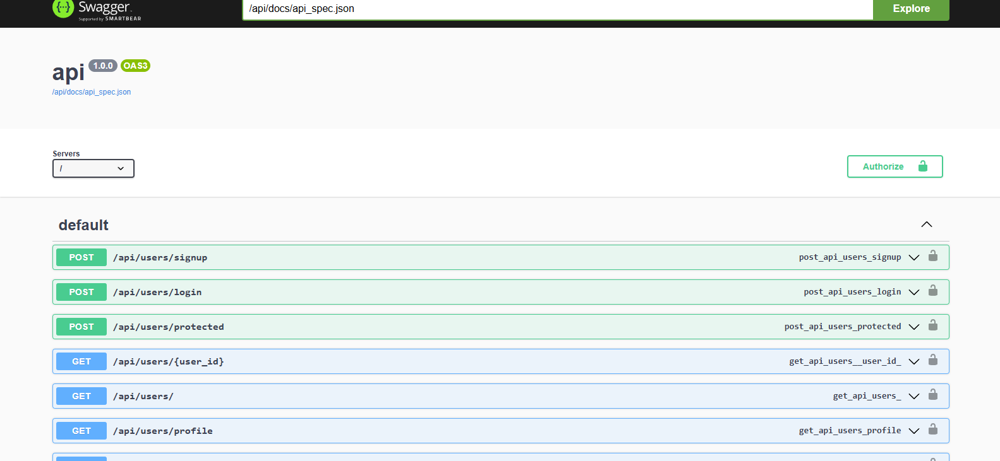 Swagger.
Supported by SMARTBEAR
/api/docs/api_spec.json
Explore
api 1.0.0 OAS3
/api/docs/api_spec.json
Servers
/
Authorize
default
POST /api/users/signup post_api_users_signup
POST /api/users/login post_api_users_login
POST /api/users/protected post_api_users_protected
GET /api/users/{user_id} get_api_users__user_id_
GET /api/users/ get_api_users_
GET /api/users/profile get_api_users_profile